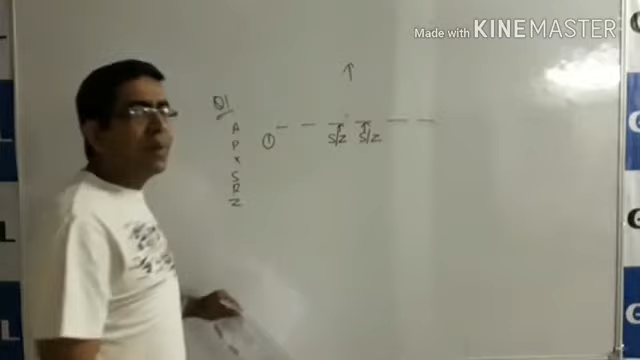 Made with KINEMASTER
↑
Q1
① — — — — — —
S/Z S/Z
A
P
X
S
R
Z